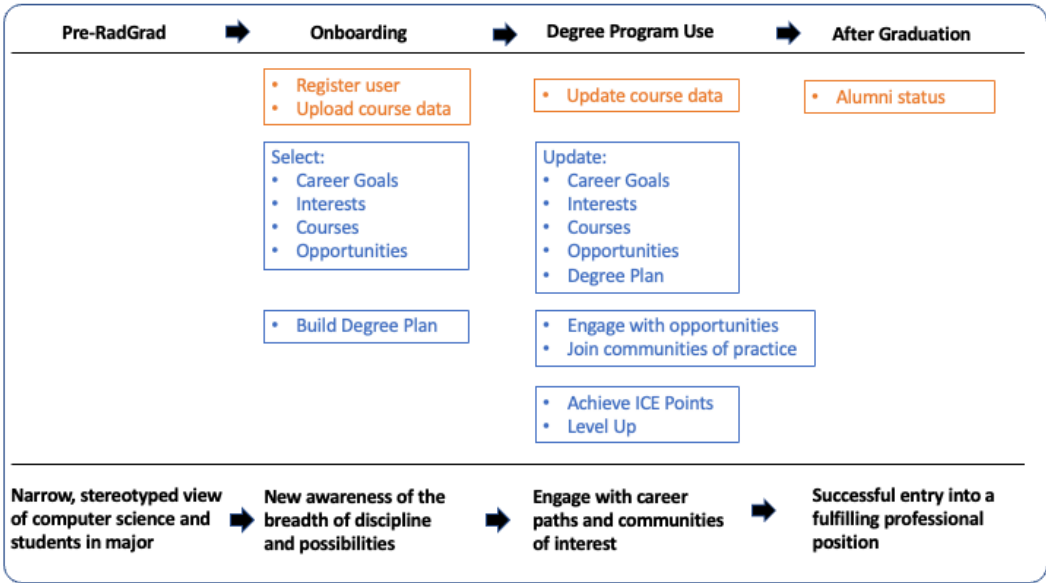 Pre-RadGrad
Onboarding
Degree Program Use
After Graduation
• Register user
• Upload course data
• Update course data
• Alumni status
Select:
• Career Goals
• Interests
• Courses
• Opportunities
Update:
• Career Goals
• Interests
• Courses
• Opportunities
• Degree Plan
• Build Degree Plan
• Engage with opportunities
• Join communities of practice
• Achieve ICE Points
• Level Up
Narrow, stereotyped view
of computer science and
students in major
New awareness of the
breadth of discipline
and possibilities
Engage with career
paths and communities
of interest
Successful entry into a
fulfilling professional
position